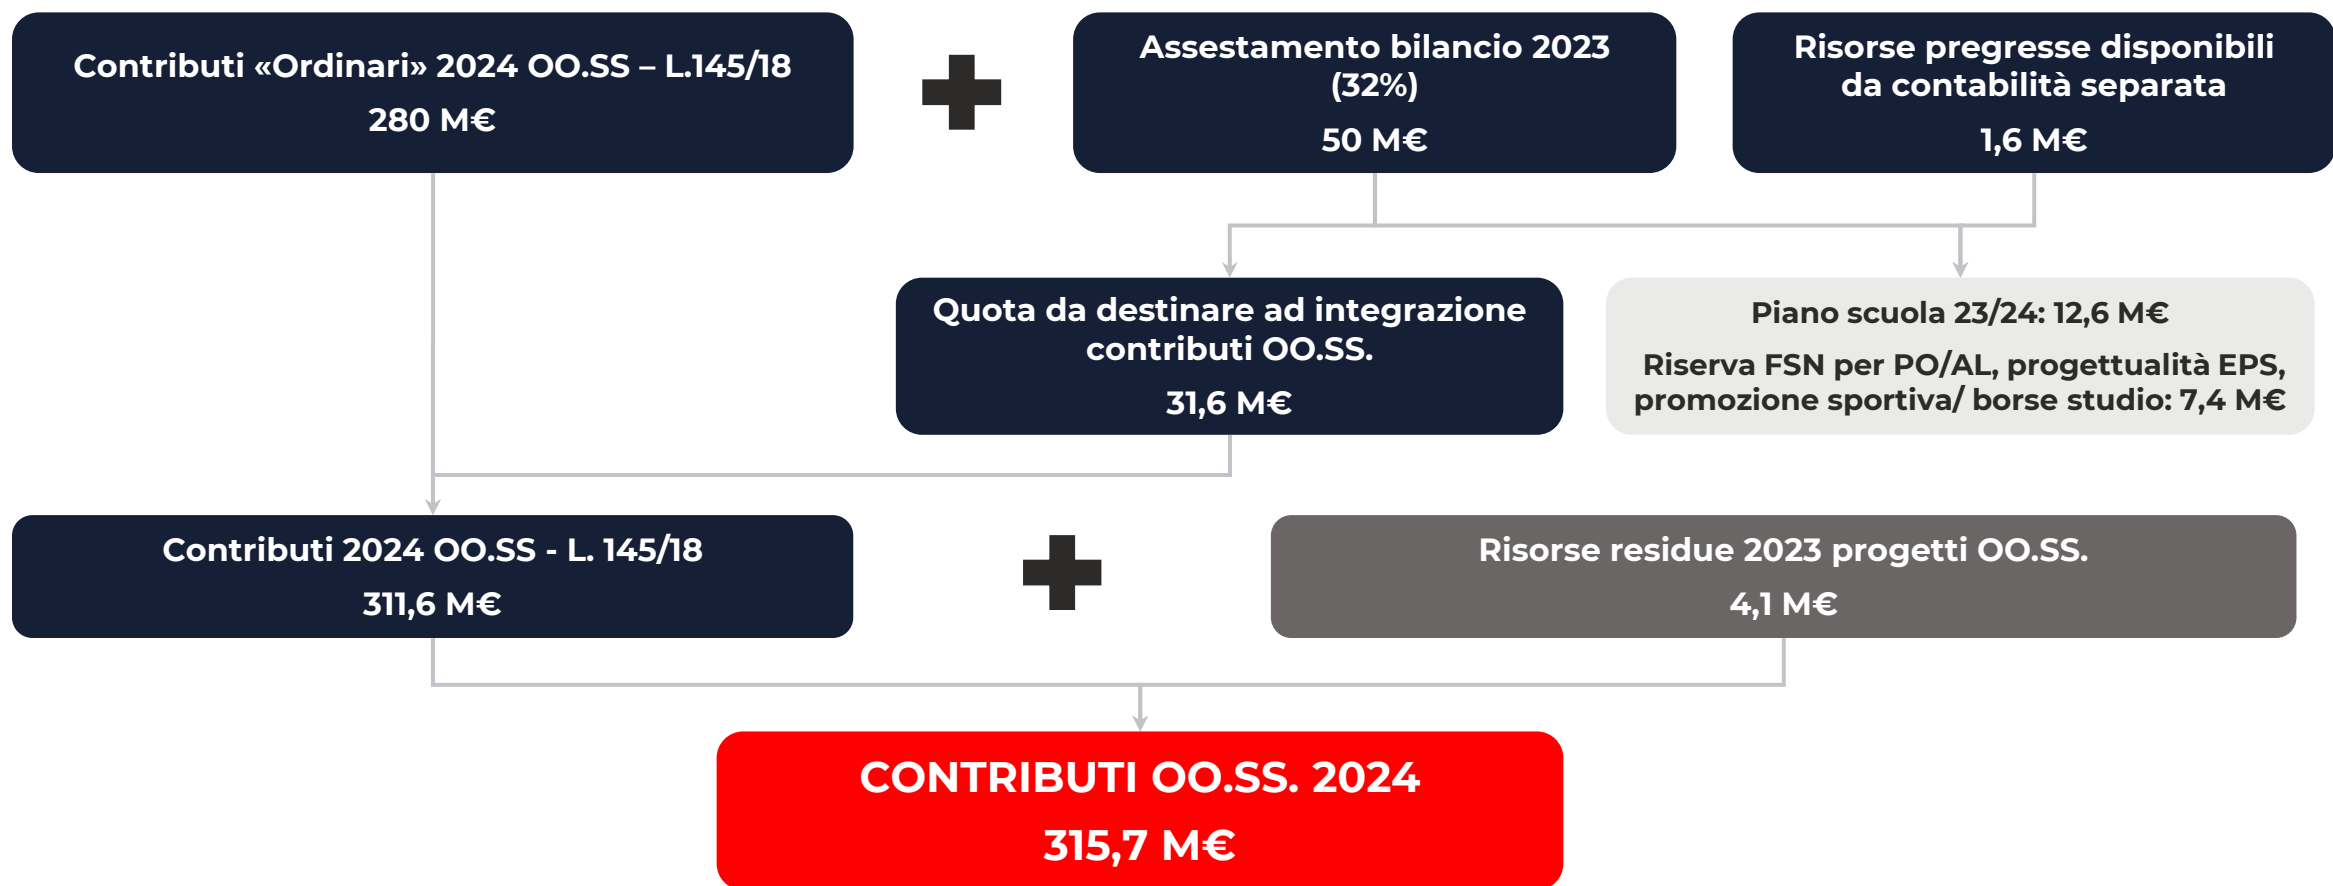 Contributi «Ordinari» 2024 OO.SS – L.145/18
280 M€
Assestamento bilancio 2023
(32%)
50 M€
Risorse pregresse disponibili
da contabilità separata
1,6 M€
Quota da destinare ad integrazione
contributi OO.SS.
31,6 M€
Piano scuola 23/24: 12,6 M€
Riserva FSN per PO/AL, progettualità EPS,
promozione sportiva/ borse studio: 7,4 M€
Contributi 2024 OO.SS - L. 145/18
311,6 M€
Risorse residue 2023 progetti OO.SS.
4,1 M€
CONTRIBUTI OO.SS. 2024
315,7 M€